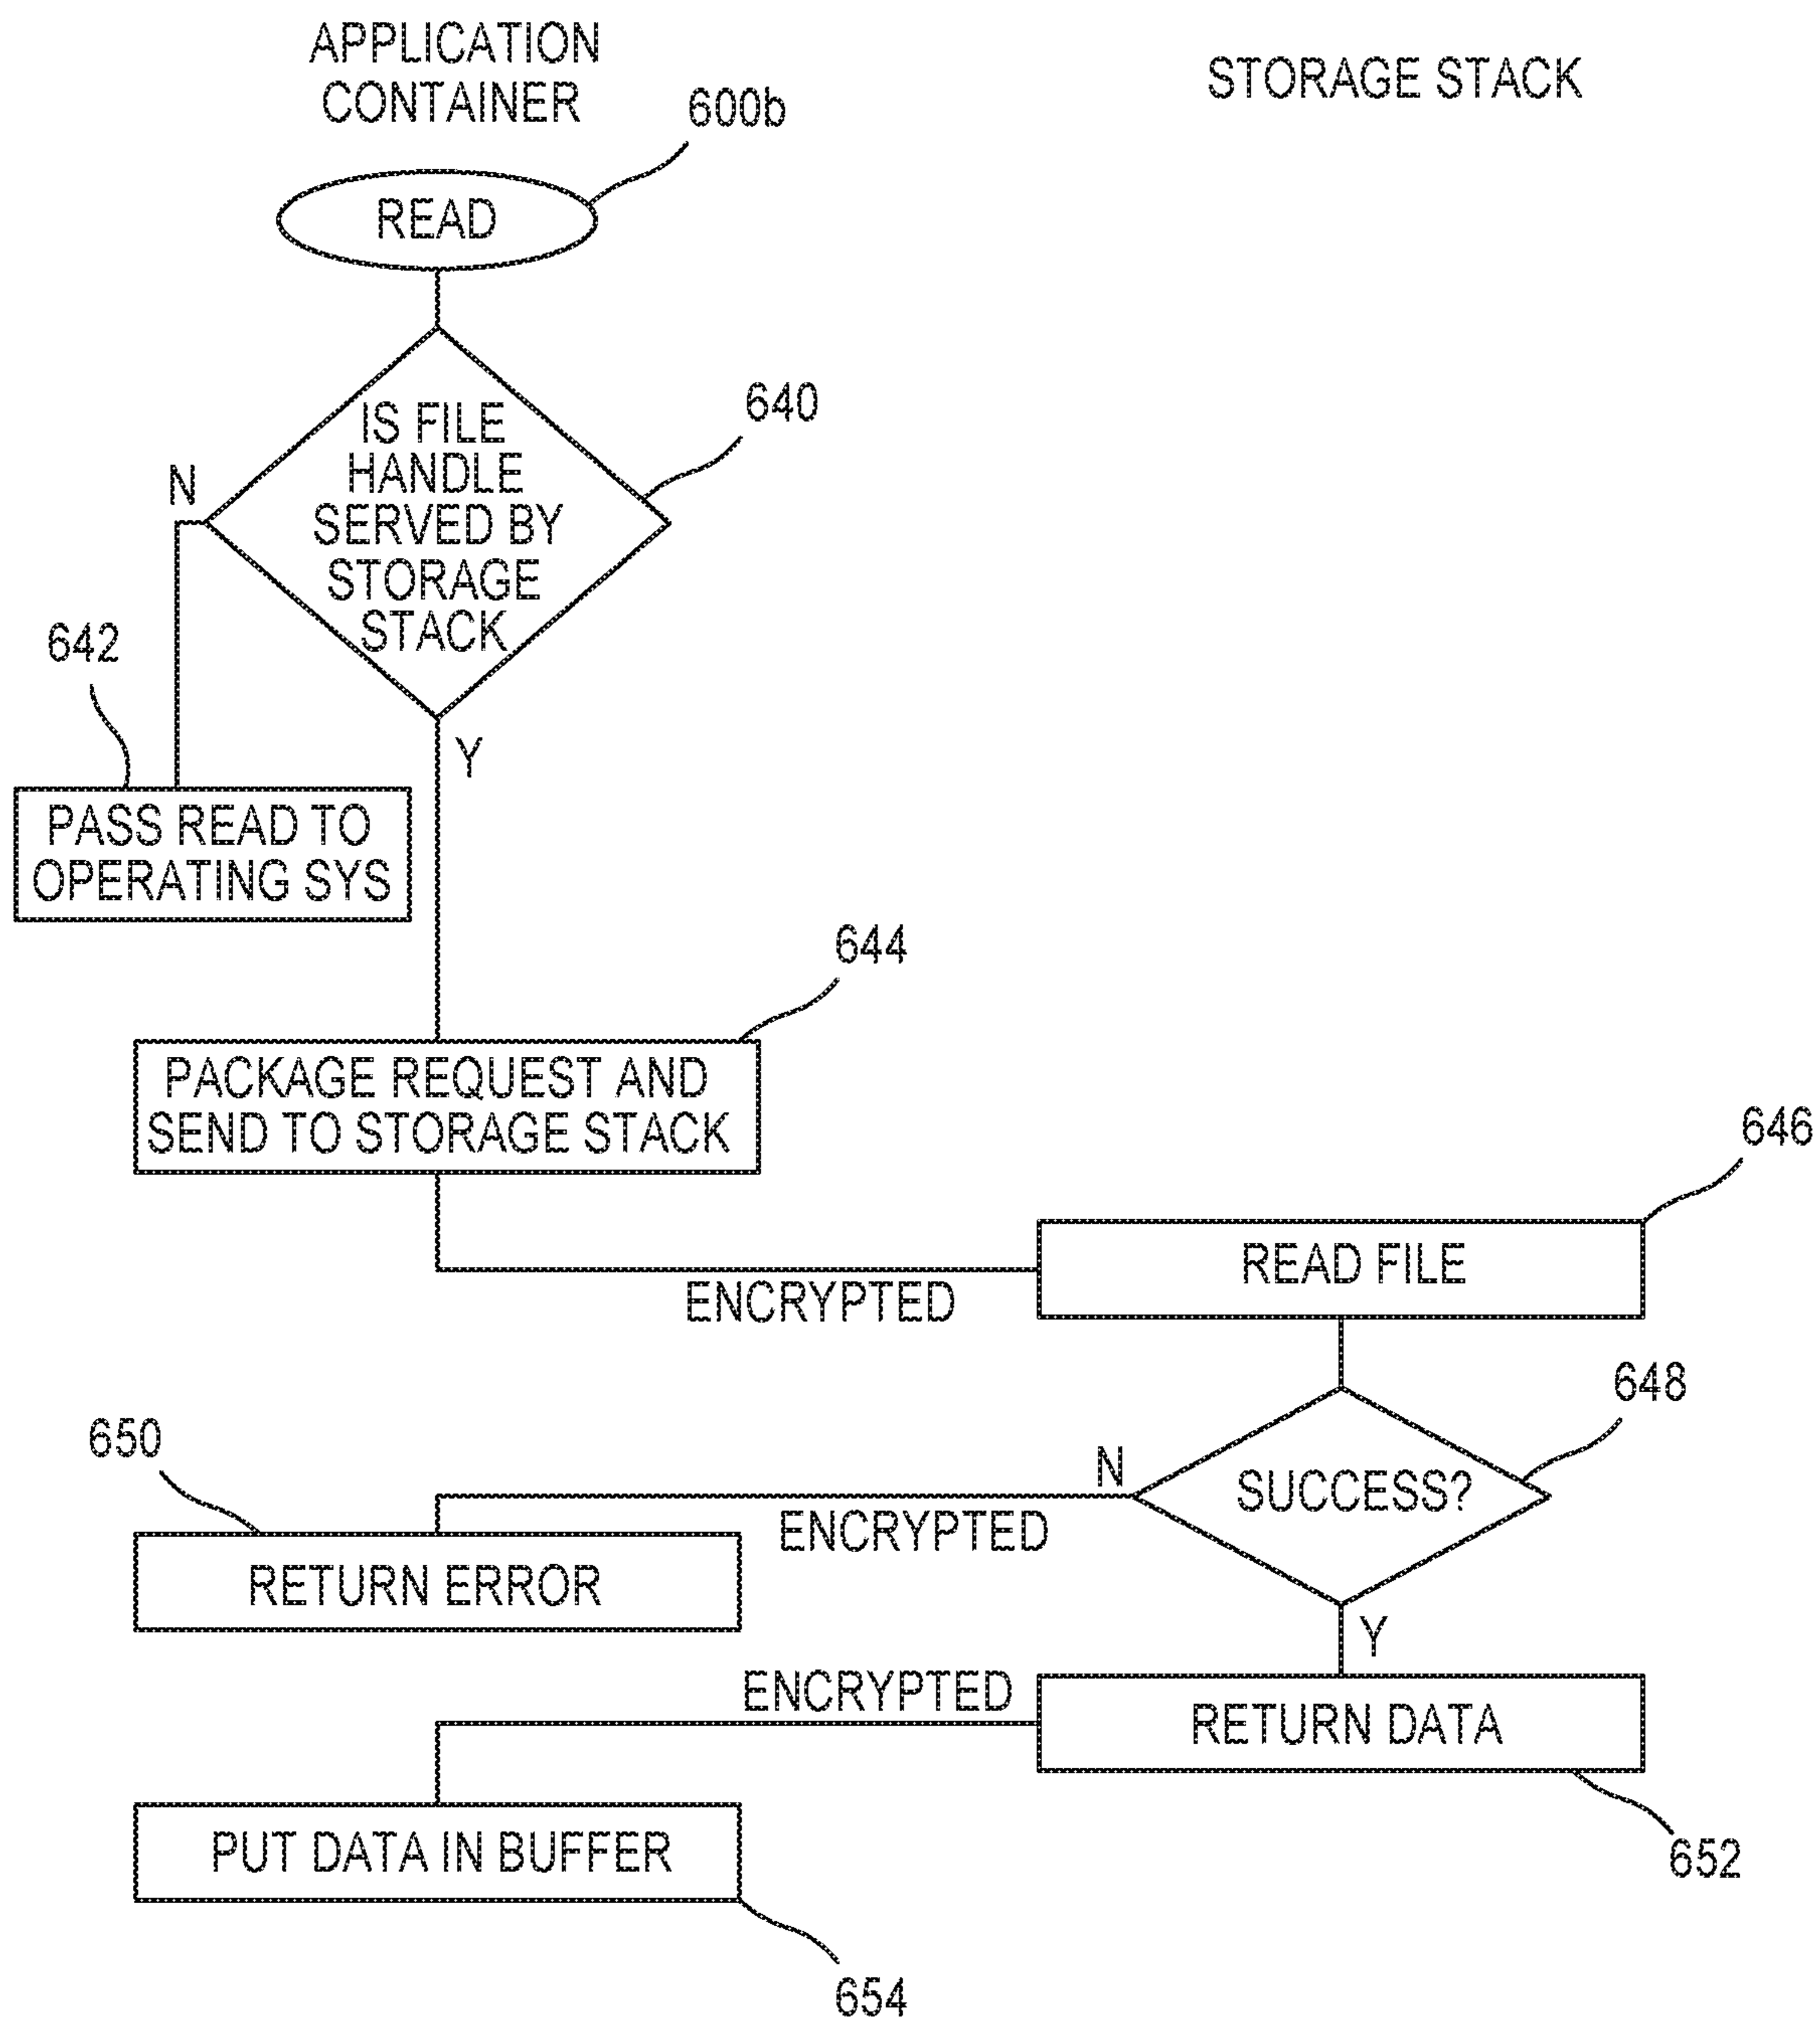 APPLICATION
CONTAINER
STORAGE STACK
600b
READ
640
IS FILE
HANDLE
SERVED BY
STORAGE
STACK
N
Y
642
PASS READ TO
OPERATING SYS
644
PACKAGE REQUEST AND
SEND TO STORAGE STACK
646
READ FILE
ENCRYPTED
648
SUCCESS?
N
ENCRYPTED
650
RETURN ERROR
Y
ENCRYPTED
RETURN DATA
652
PUT DATA IN BUFFER
654